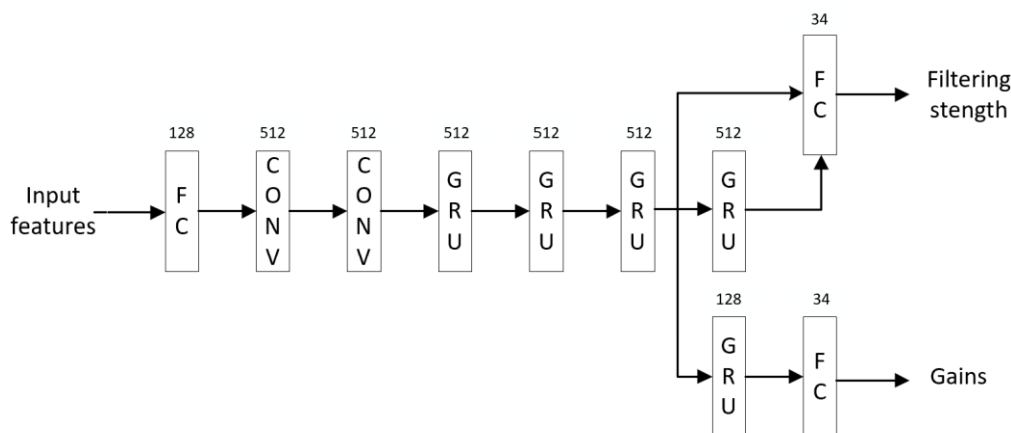 34
F
C
Filtering
stength
128
512
512
512
512
512
512
Input
features
F
C
C
O
N
V
C
O
N
V
G
R
U
G
R
U
G
R
U
G
R
U
128
34
G
R
U
F
C
Gains